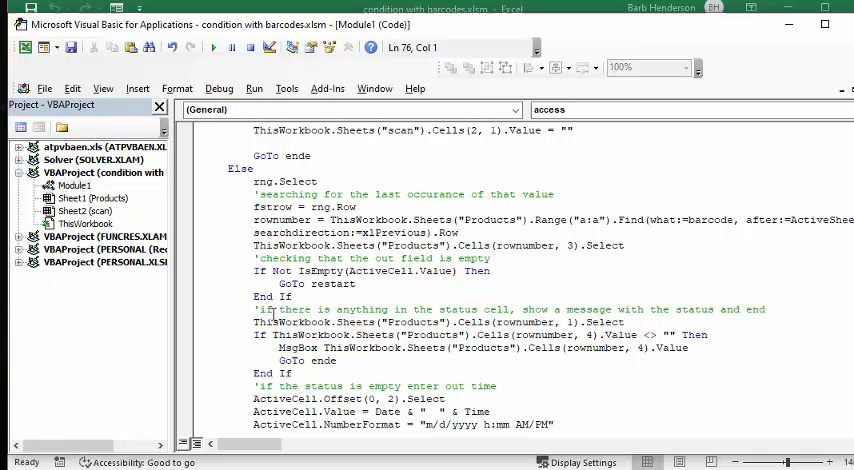 condition with barcodes.xlsm - Excel
Barb Henderson
BH
Microsoft Visual Basic for Applications - condition with barcodes.xlsm - [Module1 (Code)]
Ln 76, Col 1
100%
File Edit View Insert Format Debug Run Tools Add-Ins Window Help
Project - VBAProject
(General)
access
atpvbaen.xls (ATPVBAEN.
Solver (SOLVER.XLAM)
VBAProject (condition with
Module1
Sheet1 (Products)
Sheet2 (scan)
ThisWorkbook
VBAProject (FUNCRES.XLAM)
VBAProject (PERSONAL (Rec
VBAProject (PERSONAL.XLSB
ThisWorkbook.Sheets("scan").Cells(2, 1).Value = ""
GoTo ende
Else
rng.Select
'searching for the last occurance of that value
fstrow = rng.Row
rownumber = ThisWorkbook.Sheets("Products").Range("a:a").Find(what:=barcode, after:=ActiveShee
searchdirection:=xlPrevious).Row
ThisWorkbook.Sheets("Products").Cells(rownumber, 3).Select
'checking that the out field is empty
If Not IsEmpty(ActiveCell.Value) Then
GoTo restart
End If
'if there is anything in the status cell, show a message with the status and end
ThisWorkbook.Sheets("Products").Cells(rownumber, 1).Select
If ThisWorkbook.Sheets("Products").Cells(rownumber, 4).Value <> "" Then
MsgBox ThisWorkbook.Sheets("Products").Cells(rownumber, 4).Value
GoTo ende
End If
'if the status is empty enter out time
ActiveCell.Offset(0, 2).Select
ActiveCell.Value = Date & "  " & Time
ActiveCell.NumberFormat = "m/d/yyyy h:mm AM/PM"
Ready
Accessibility: Good to go
Display Settings